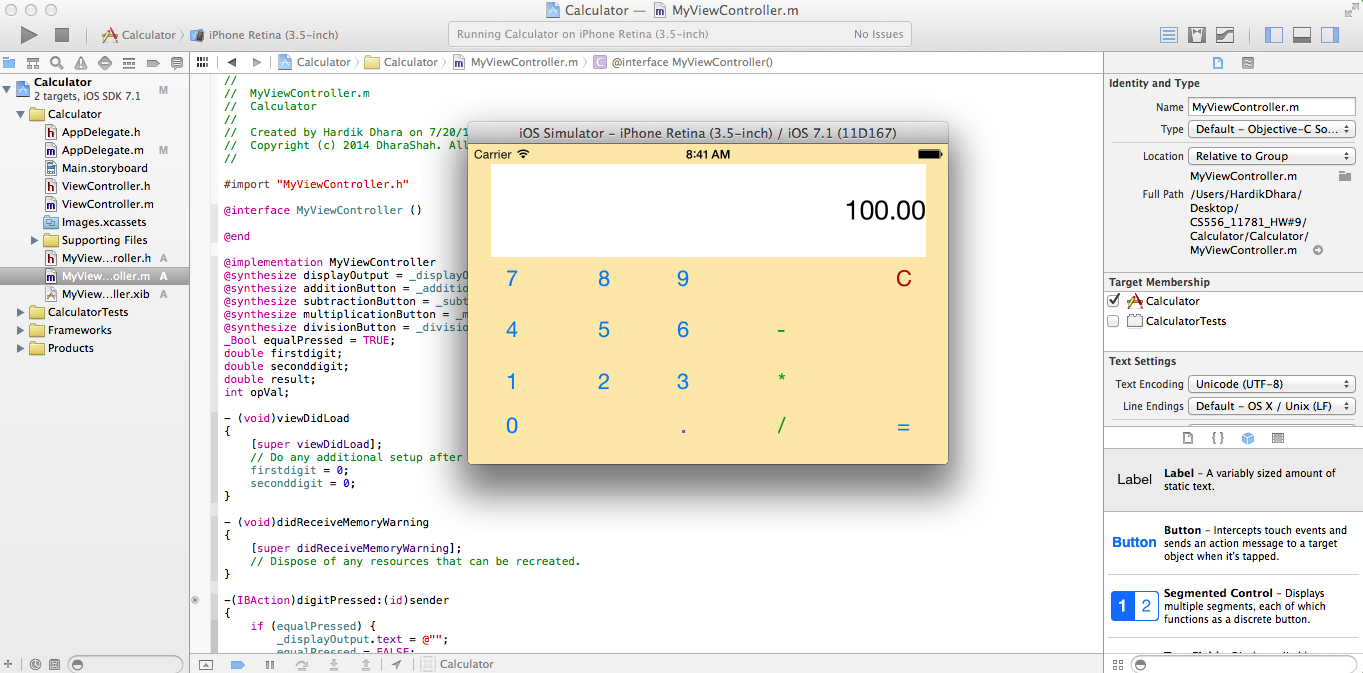 Calculator — MyViewController.m
Calculator
iPhone Retina (3.5-inch)
Running Calculator on iPhone Retina (3.5-inch)
No Issues
Calculator
Calculator
MyViewController.m
@interface MyViewController()
Calculator
M
2 targets, iOS SDK 7.1
Calculator
AppDelegate.h
AppDelegate.m M
Main.storyboard
ViewController.h
ViewController.m
Images.xcassets
Supporting Files
MyView...roller.h A
MyView...oller.m A
MyView...ller.xib A
CalculatorTests
Frameworks
Products
//
// MyViewController.m
// Calculator
//
// Created by Hardik Dhara on 7/20/1
// Copyright (c) 2014 DharaShah. All
//
#import "MyViewController.h"
@interface MyViewController ()
@end
@implementation MyViewController
@synthesize displayOutput = _displayO
@synthesize additionButton = _addition
@synthesize subtractionButton = _subt
@synthesize multiplicationButton = _m
@synthesize divisionButton = _divisio
_Bool equalPressed = TRUE;
double firstdigit;
double seconddigit;
double result;
int opVal;
- (void)viewDidLoad
{
[super viewDidLoad];
// Do any additional setup after
firstdigit = 0;
seconddigit = 0;
}
- (void)didReceiveMemoryWarning
{
[super didReceiveMemoryWarning];
// Dispose of any resources that can be recreated.
}
-(IBAction)digitPressed:(id)sender
{
if (equalPressed) {
_displayOutput.text = @"";
equalPressed = FALSE;
Calculator
iOS Simulator - iPhone Retina (3.5-inch) / iOS 7.1 (11D167)
Carrier 8:41 AM
100.00
7 8 9 C
4 5 6 -
1 2 3 *
0 . / =
Identity and Type
Name MyViewController.m
Type Default - Objective-C So...
Location Relative to Group
MyViewController.m
Full Path /Users/HardikDhara/
Desktop/
CS556_11781_HW#9/
Calculator/Calculator/
MyViewController.m
Target Membership
Calculator
CalculatorTests
Text Settings
Text Encoding Unicode (UTF-8)
Line Endings Default - OS X / Unix (LF)
{ }
Label
Label - A variably sized amount of
static text.
Button
Button - Intercepts touch events and
sends an action message to a target
object when it's tapped.
1 2
Segmented Control - Displays
multiple segments, each of which
functions as a discrete button.